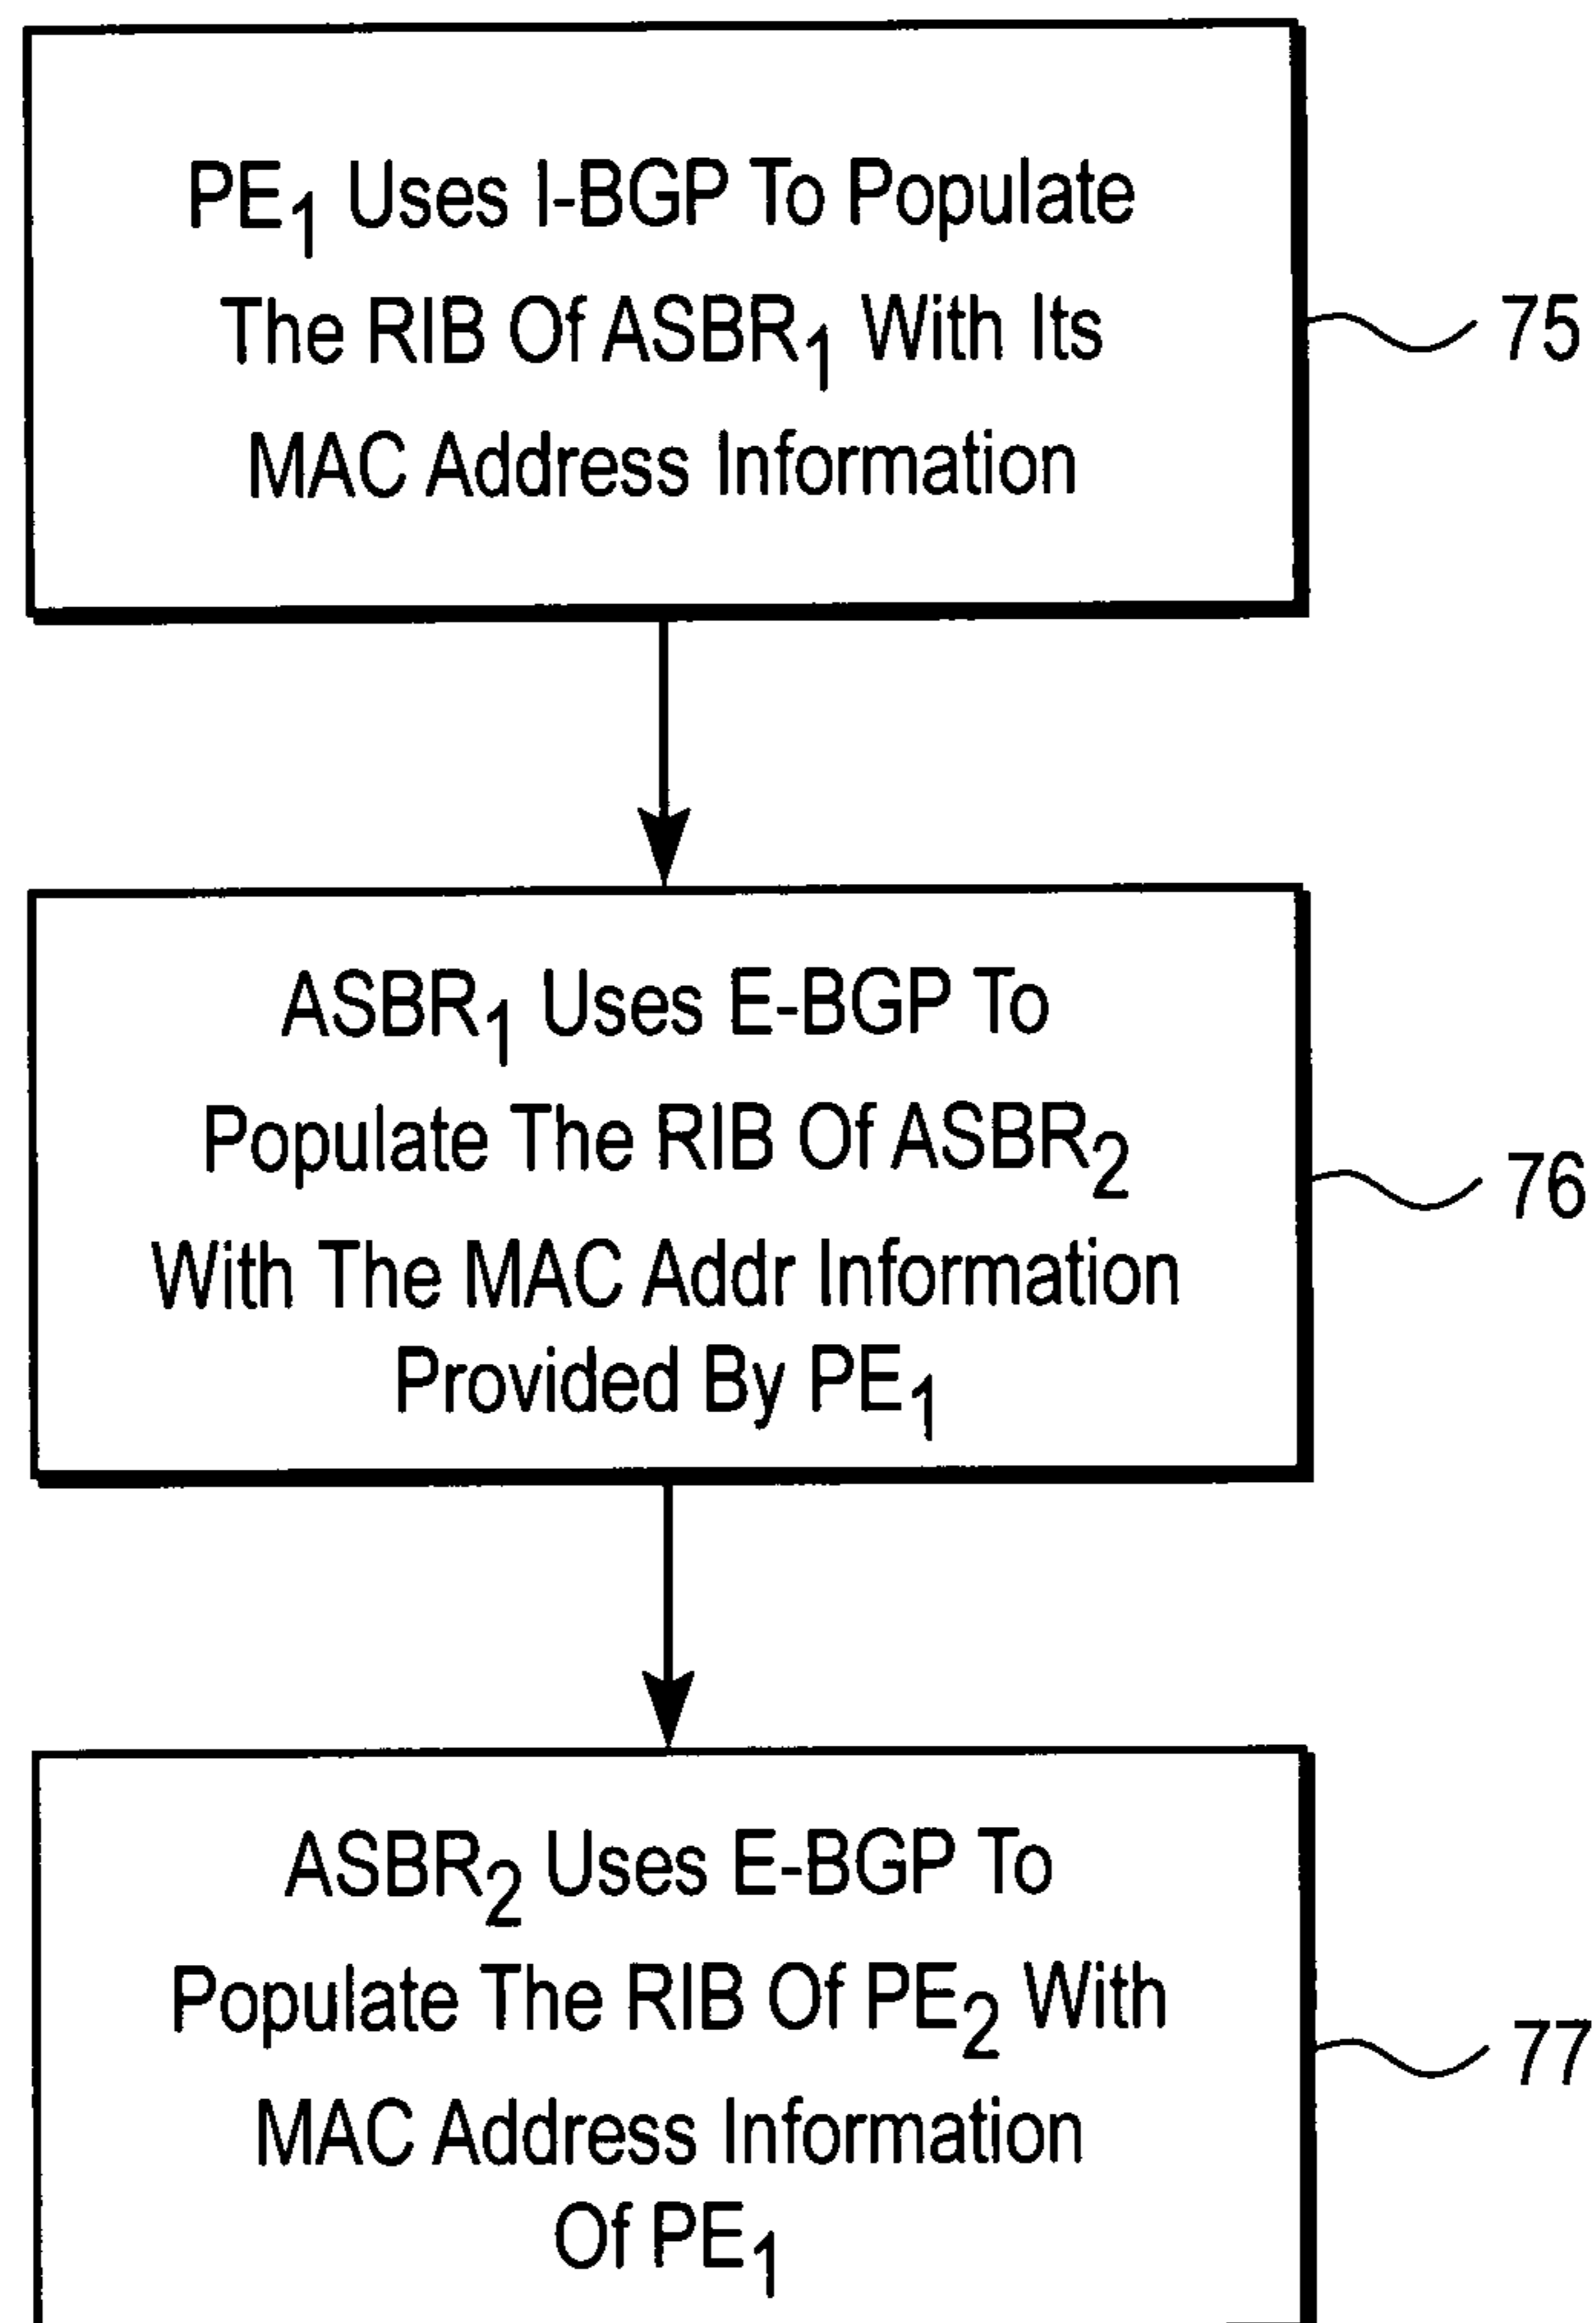 PE1 Uses I-BGP To Populate
The RIB Of ASBR1 With Its
MAC Address Information
75
ASBR1 Uses E-BGP To
Populate The RIB Of ASBR2
With The MAC Addr Information
Provided By PE1
76
ASBR2 Uses E-BGP To
Populate The RIB Of PE2 With
MAC Address Information
Of PE1
77